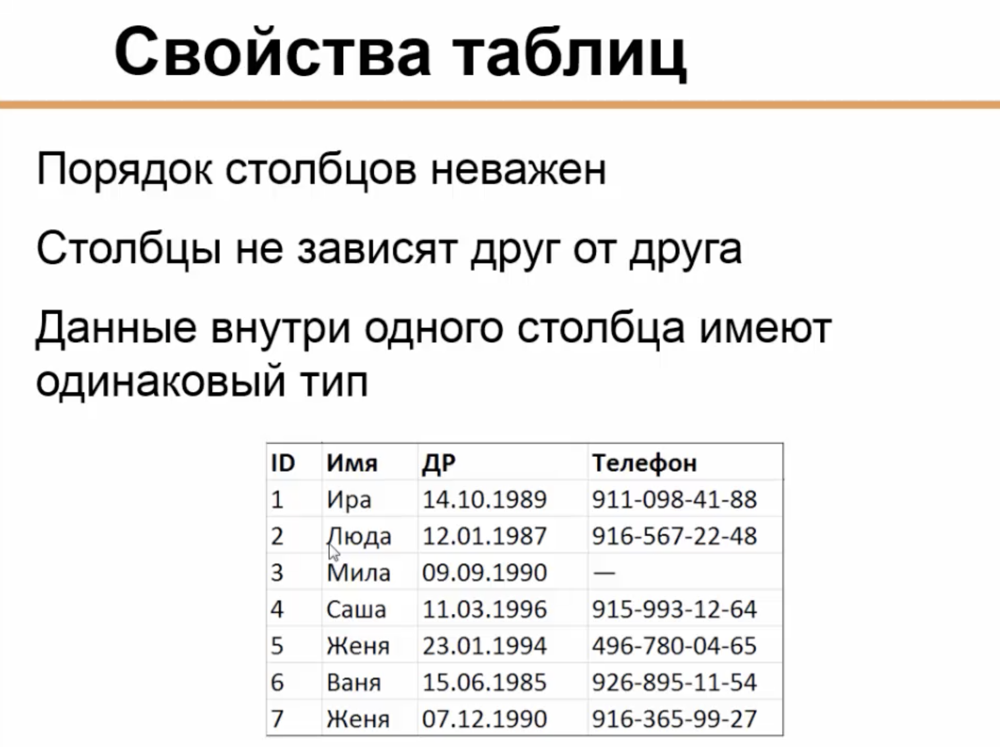 Свойства таблиц
Порядок столбцов неважен
Столбцы не зависят друг от друга
Данные внутри одного столбца имеют
одинаковый тип
ID Имя ДР Телефон
1 Ира 14.10.1989 911-098-41-88
2 Люда 12.01.1987 916-567-22-48
3 Мила 09.09.1990 —
4 Саша 11.03.1996 915-993-12-64
5 Женя 23.01.1994 496-780-04-65
6 Ваня 15.06.1985 926-895-11-54
7 Женя 07.12.1990 916-365-99-27